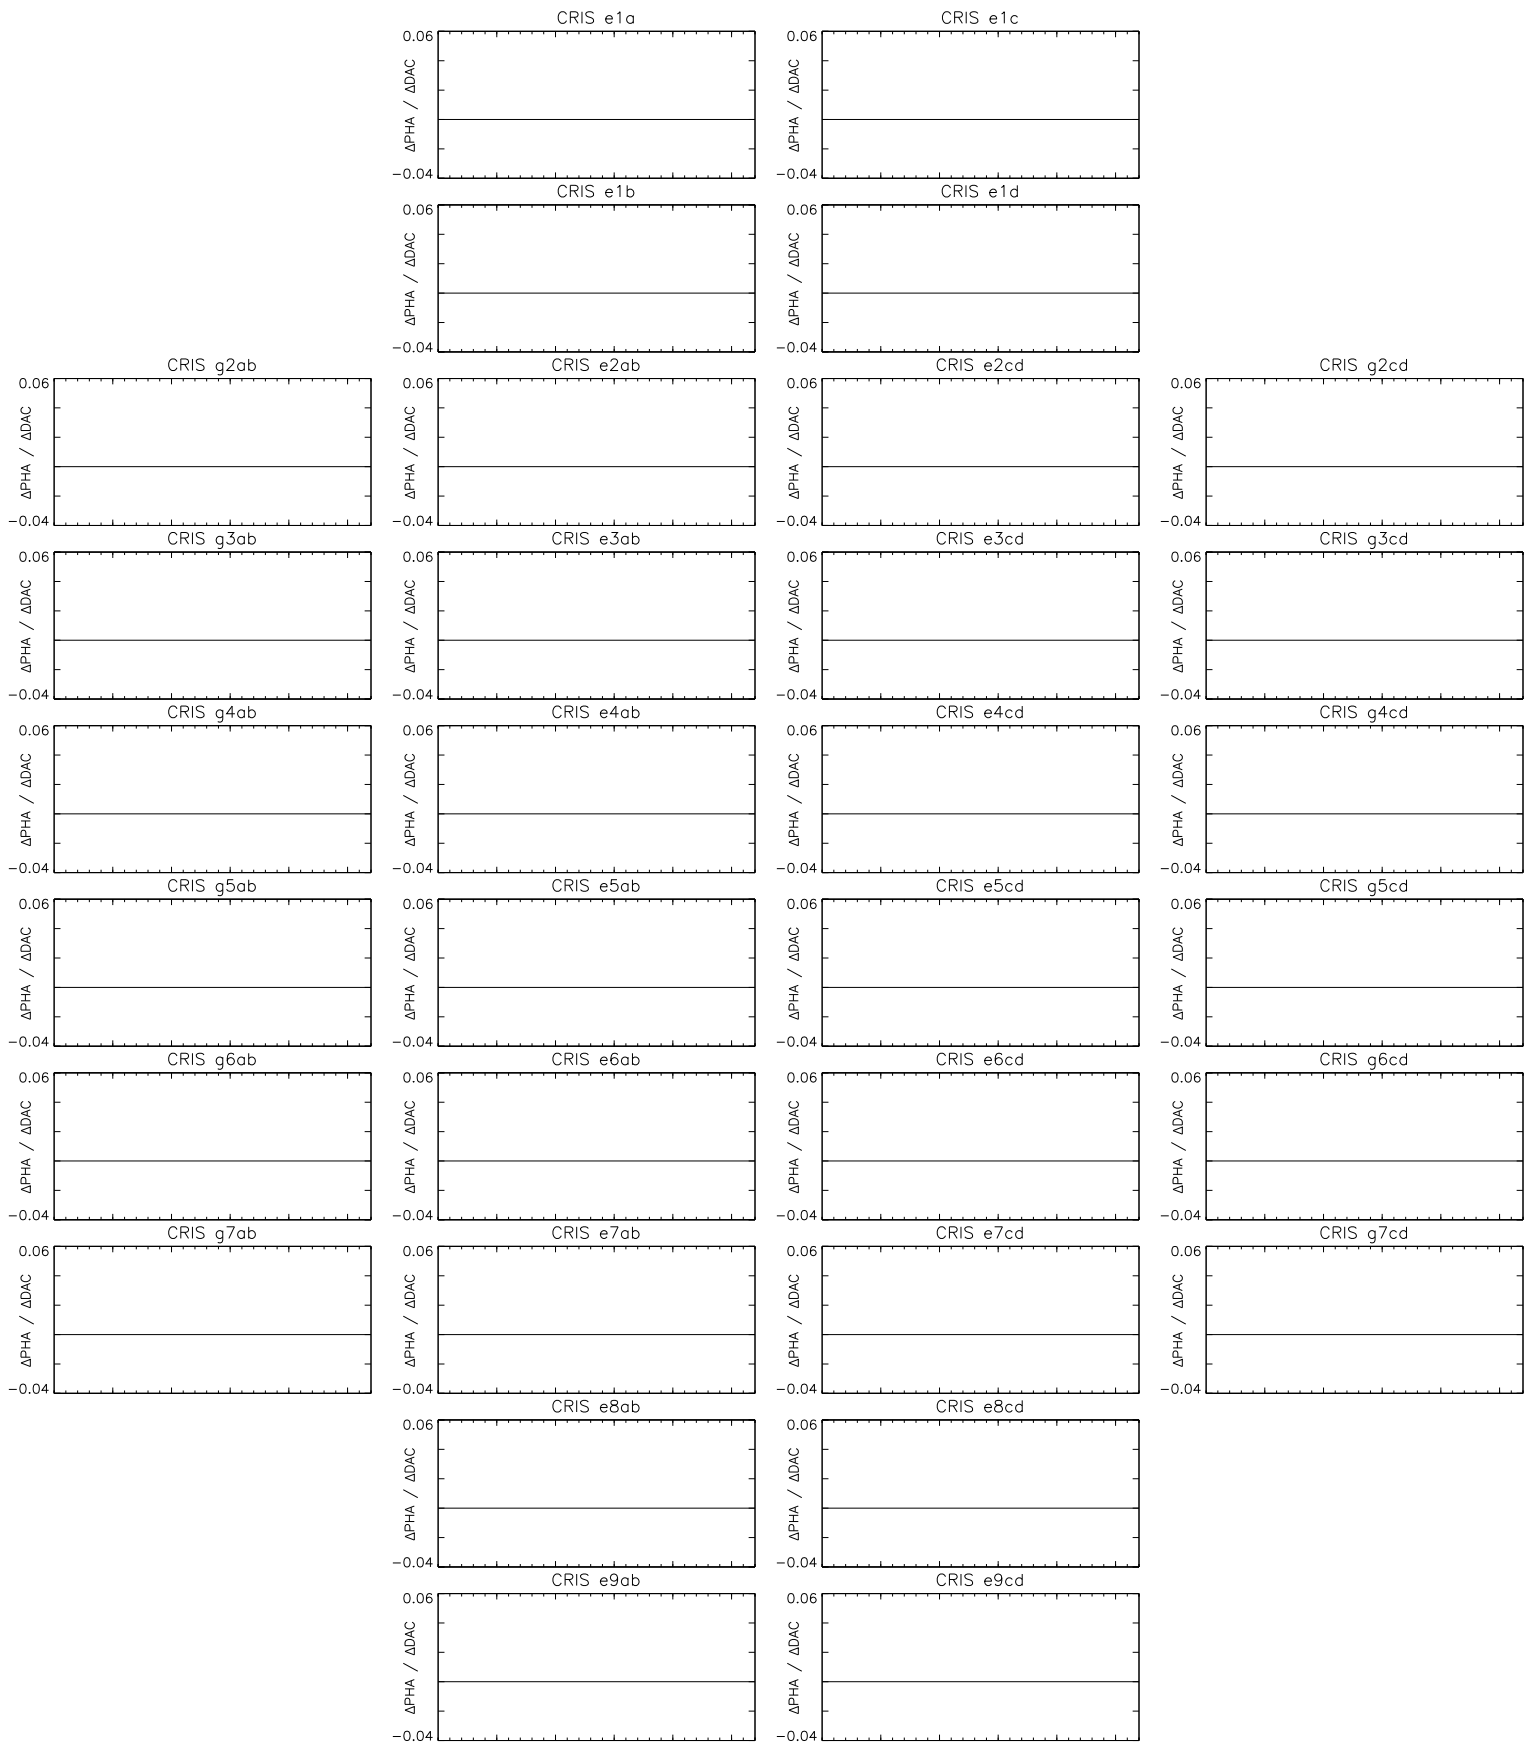 CRIS e1a
CRIS e1c
0.06
ΔPHA / ΔDAC
-0.04
0.06
ΔPHA / ΔDAC
-0.04
CRIS e1b
CRIS e1d
0.06
ΔPHA / ΔDAC
-0.04
0.06
ΔPHA / ΔDAC
-0.04
CRIS g2ab
CRIS e2ab
CRIS e2cd
CRIS g2cd
0.06
ΔPHA / ΔDAC
-0.04
0.06
ΔPHA / ΔDAC
-0.04
0.06
ΔPHA / ΔDAC
-0.04
0.06
ΔPHA / ΔDAC
-0.04
CRIS g3ab
CRIS e3ab
CRIS e3cd
CRIS g3cd
0.06
ΔPHA / ΔDAC
-0.04
0.06
ΔPHA / ΔDAC
-0.04
0.06
ΔPHA / ΔDAC
-0.04
0.06
ΔPHA / ΔDAC
-0.04
CRIS g4ab
CRIS e4ab
CRIS e4cd
CRIS g4cd
0.06
ΔPHA / ΔDAC
-0.04
0.06
ΔPHA / ΔDAC
-0.04
0.06
ΔPHA / ΔDAC
-0.04
0.06
ΔPHA / ΔDAC
-0.04
CRIS g5ab
CRIS e5ab
CRIS e5cd
CRIS g5cd
0.06
ΔPHA / ΔDAC
-0.04
0.06
ΔPHA / ΔDAC
-0.04
0.06
ΔPHA / ΔDAC
-0.04
0.06
ΔPHA / ΔDAC
-0.04
CRIS g6ab
CRIS e6ab
CRIS e6cd
CRIS g6cd
0.06
ΔPHA / ΔDAC
-0.04
0.06
ΔPHA / ΔDAC
-0.04
0.06
ΔPHA / ΔDAC
-0.04
0.06
ΔPHA / ΔDAC
-0.04
CRIS g7ab
CRIS e7ab
CRIS e7cd
CRIS g7cd
0.06
ΔPHA / ΔDAC
-0.04
0.06
ΔPHA / ΔDAC
-0.04
0.06
ΔPHA / ΔDAC
-0.04
0.06
ΔPHA / ΔDAC
-0.04
CRIS e8ab
CRIS e8cd
0.06
ΔPHA / ΔDAC
-0.04
0.06
ΔPHA / ΔDAC
-0.04
CRIS e9ab
CRIS e9cd
0.06
ΔPHA / ΔDAC
-0.04
0.06
ΔPHA / ΔDAC
-0.04